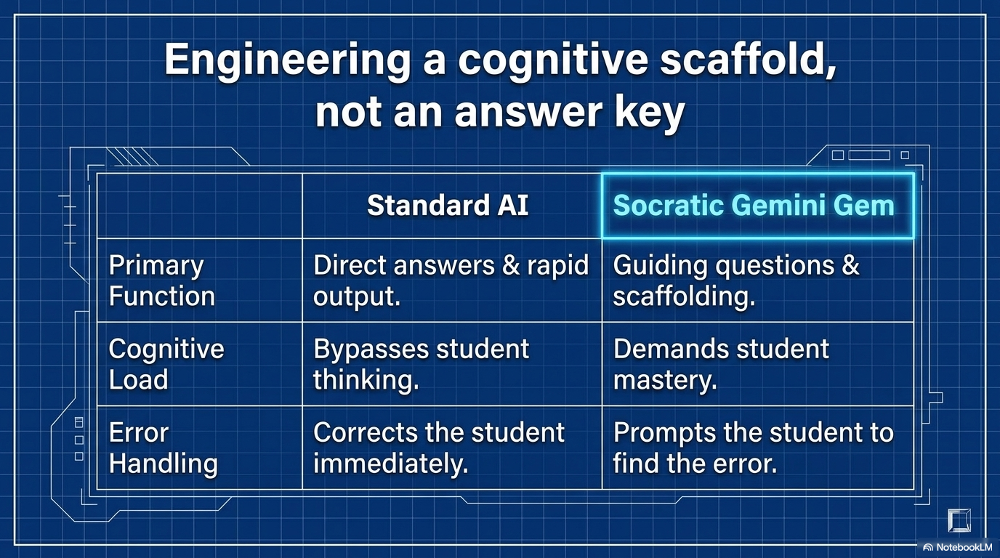 Engineering a cognitive scaffold,
not an answer key
Standard AI
Socratic Gemini Gem
Primary
Function
Direct answers & rapid
output.
Guiding questions &
scaffolding.
Cognitive
Load
Bypasses student
thinking.
Demands student
mastery.
Error
Handling
Corrects the student
immediately.
Prompts the student to
find the error.
NotebookLM